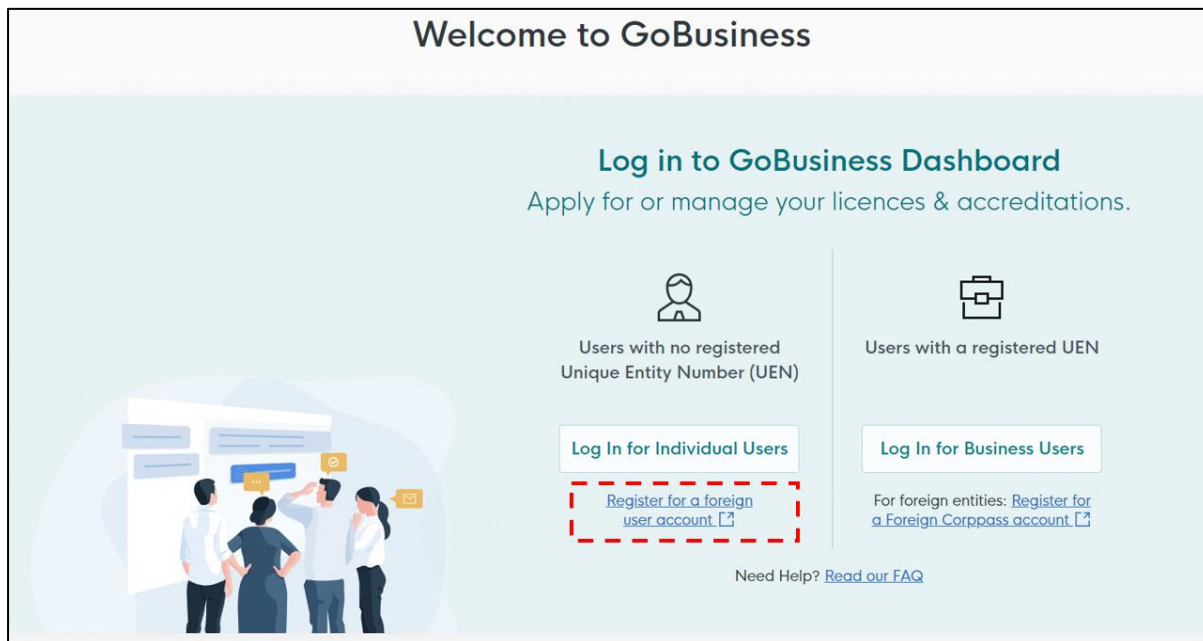 Welcome to GoBusiness
Log in to GoBusiness Dashboard
Apply for or manage your licences & accreditations.
Users with no registered
Unique Entity Number (UEN)
Log In for Individual Users
Register for a foreign
user account
Users with a registered UEN
Log In for Business Users
For foreign entities: Register for
a Foreign Corppass account
Need Help? Read our FAQ